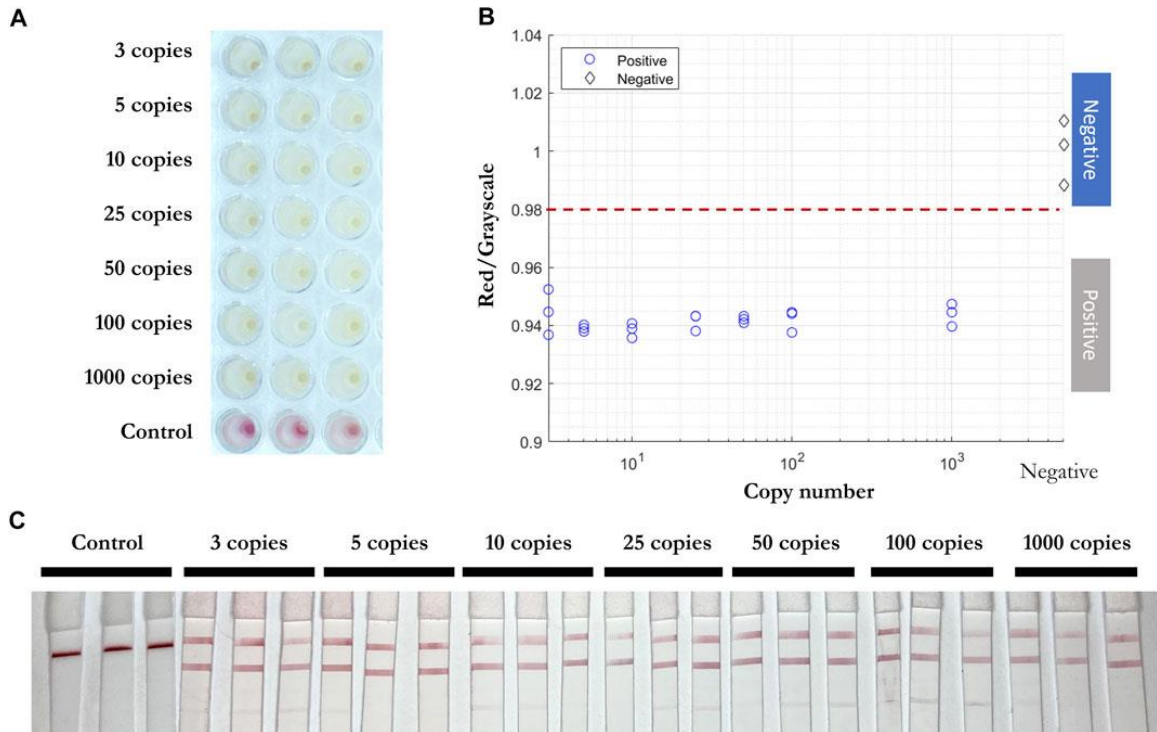 A
3 copies
5 copies
10 copies
25 copies
50 copies
100 copies
1000 copies
Control
B
1.04
1.02
1
0.98
0.96
0.94
0.92
0.9
Red/Grayscale
Positive
Negative
Negative
Positive
10¹
10²
10³
Negative
Copy number
C
Control
3 copies
5 copies
10 copies
25 copies
50 copies
100 copies
1000 copies